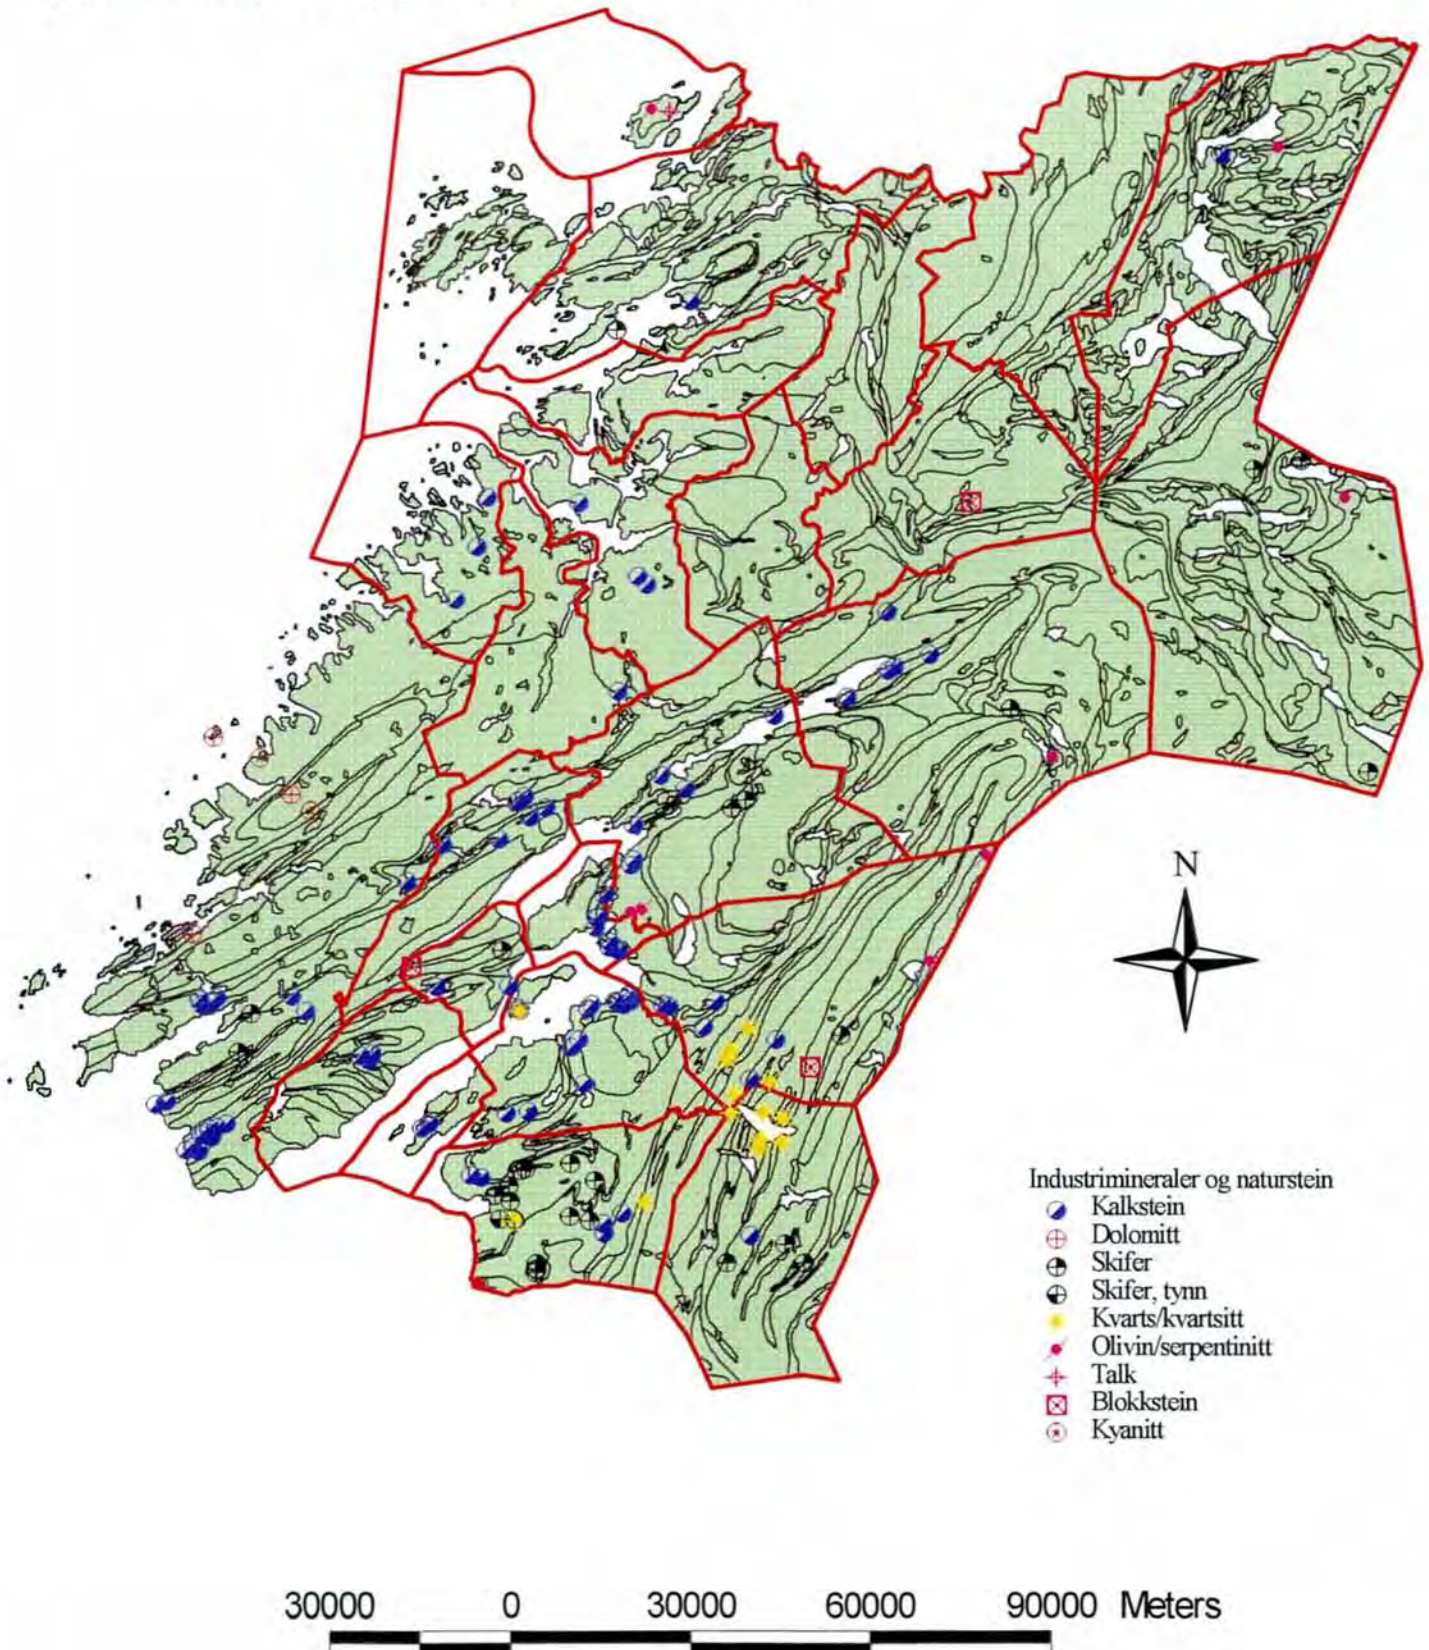 N
Industrimineraler og naturstein
Kalkstein
Dolomitt
Skifer
Skifer, tynn
Kvarts/kvartsitt
Olivin/serpentinitt
Talk
Blokkstein
Kyanitt
30000 0 30000 60000 90000 Meters